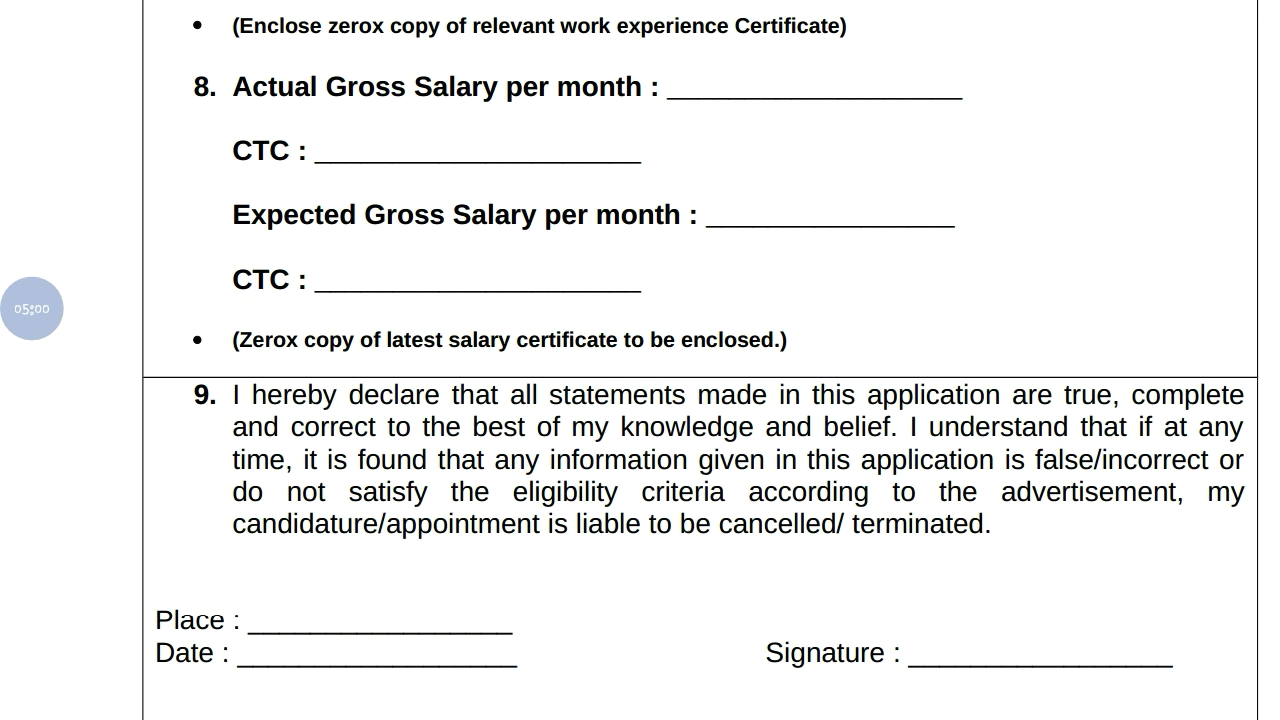 • (Enclose zerox copy of relevant work experience Certificate)
8. Actual Gross Salary per month : ___________________
CTC : _____________________
Expected Gross Salary per month : ________________
CTC : _____________________
05:00
• (Zerox copy of latest salary certificate to be enclosed.)
9. I hereby declare that all statements made in this application are true, complete
and correct to the best of my knowledge and belief. I understand that if at any
time, it is found that any information given in this application is false/incorrect or
do not satisfy the eligibility criteria according to the advertisement, my
candidature/appointment is liable to be cancelled/ terminated.
Place : _________________
Date : __________________ Signature : _________________